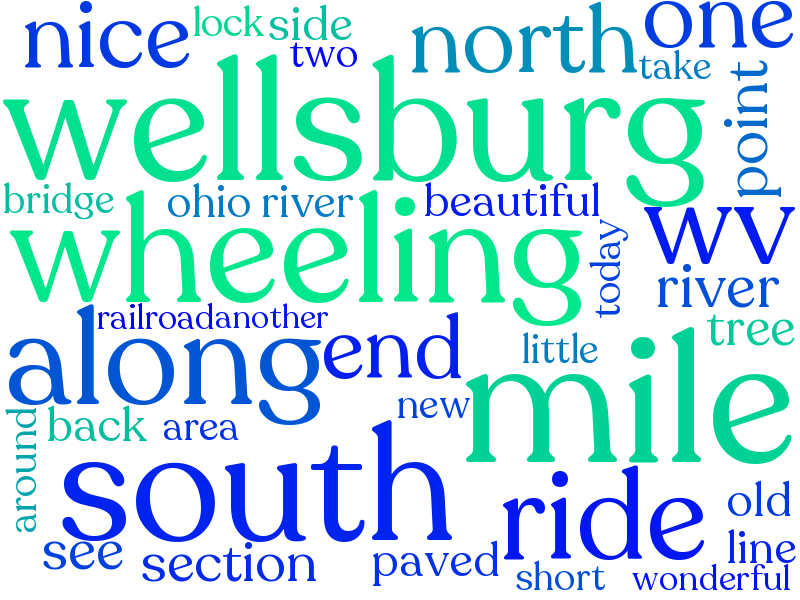 nice
lock
side
two
north
one
take
wellsburg
point
bridge
ohio river
beautiful
wv
wheeling
today
river
railroad
another
along
end
little
tree
mile
new
around
back
area
south
ride
old
see
section
paved
line
short
wonderful